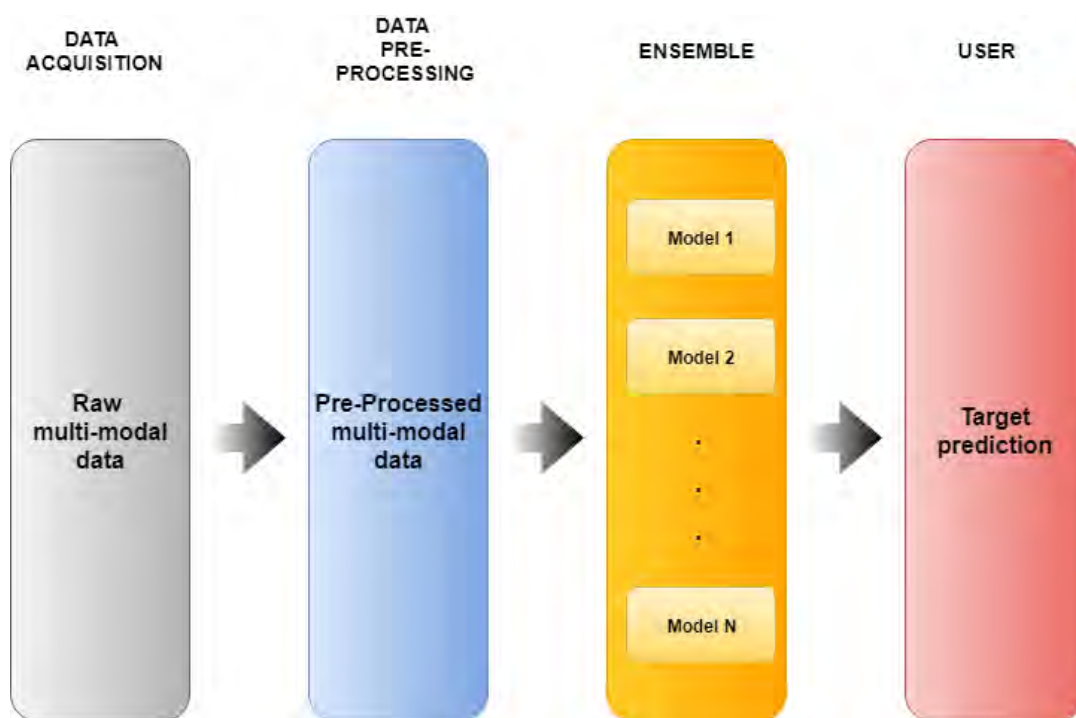 DATA
ACQUISITION
DATA
PRE-
PROCESSING
ENSEMBLE
USER
Raw
multi-modal
data
Pre-Processed
multi-modal
data
Model 1
Model 2
.
.
.
Model N
Target
prediction